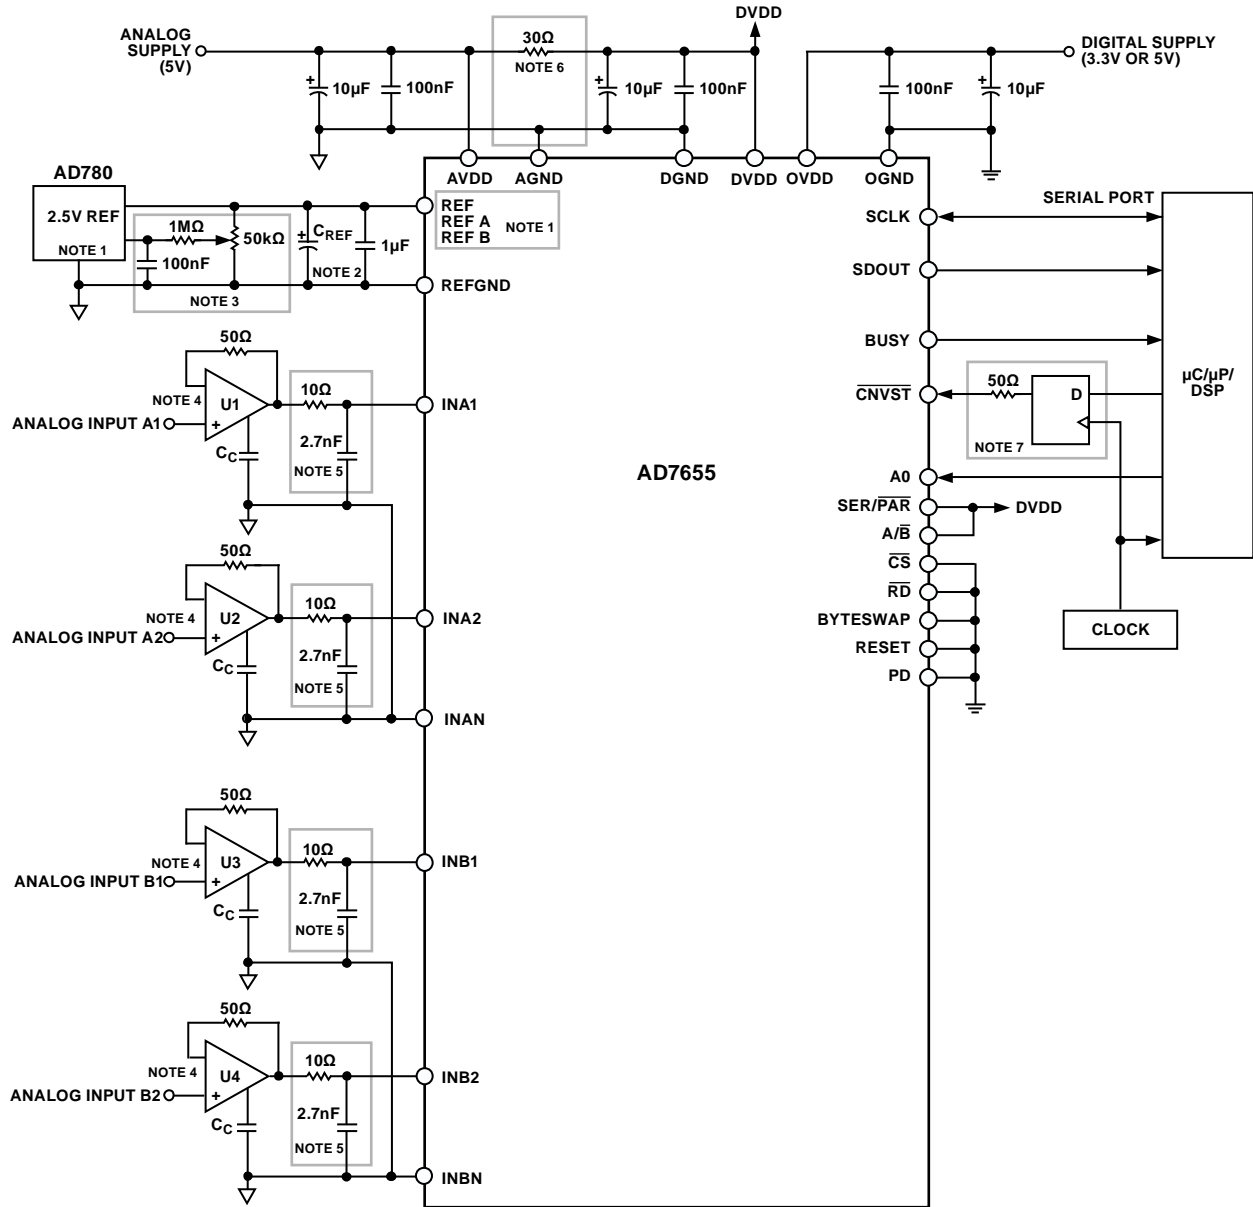 DVDD
ANALOG
SUPPLY
(5V)
30Ω
NOTE 6
DIGITAL SUPPLY
(3.3V OR 5V)
+
10µF
100nF
+
10µF
100nF
100nF
+
10µF
AD780
AVDD
AGND
DGND
DVDD
OVDD
OGND
2.5V REF
NOTE 1
1MΩ
50kΩ
100nF
NOTE 3
+
CREF
NOTE 2
1µF
REF
REF A
REF B
NOTE 1
REFGND
SCLK
SERIAL PORT
SDOUT
BUSY
CNVST
50Ω
D
NOTE 7
µC/µP/
DSP
50Ω
NOTE 4
U1
+
ANALOG INPUT A1
CC
10Ω
2.7nF
NOTE 5
INA1
AD7655
A0
SER/PAR
DVDD
A/B
CS
RD
BYTESWAP
RESET
PD
CLOCK
50Ω
NOTE 4
U2
+
ANALOG INPUT A2
CC
10Ω
2.7nF
NOTE 5
INA2
INAN
50Ω
NOTE 4
U3
+
ANALOG INPUT B1
CC
10Ω
2.7nF
NOTE 5
INB1
50Ω
NOTE 4
U4
+
ANALOG INPUT B2
CC
10Ω
2.7nF
NOTE 5
INB2
INBN